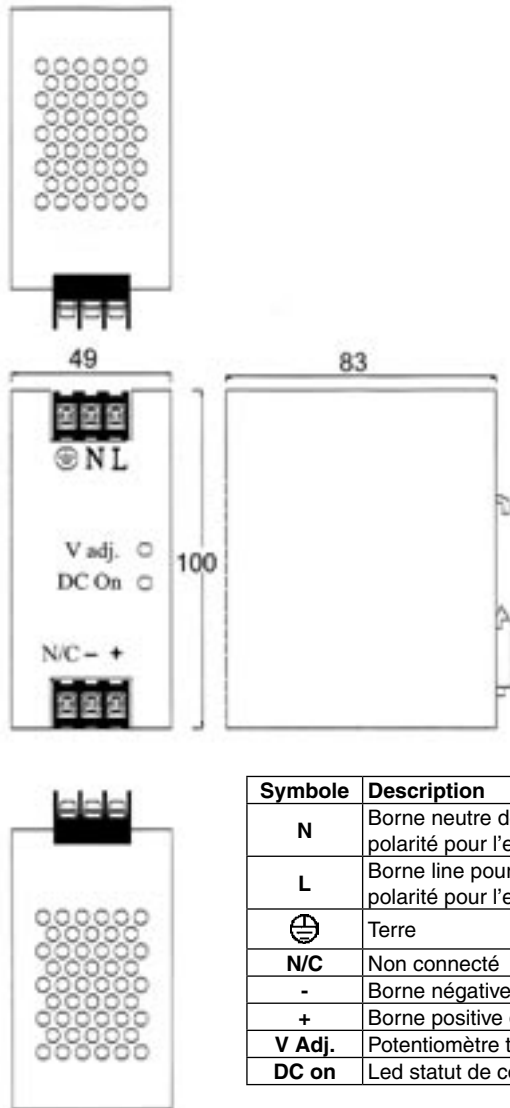 49
83
N L
V adj.
100
DC On
N/C - +
Symbole Description
N Borne neutre
polarité pour
L Borne line pour
polarité pour
Terre
N/C Non connecté
- Borne négative
+ Borne positive
V Adj. Potentiomètre
DC on Led statut de